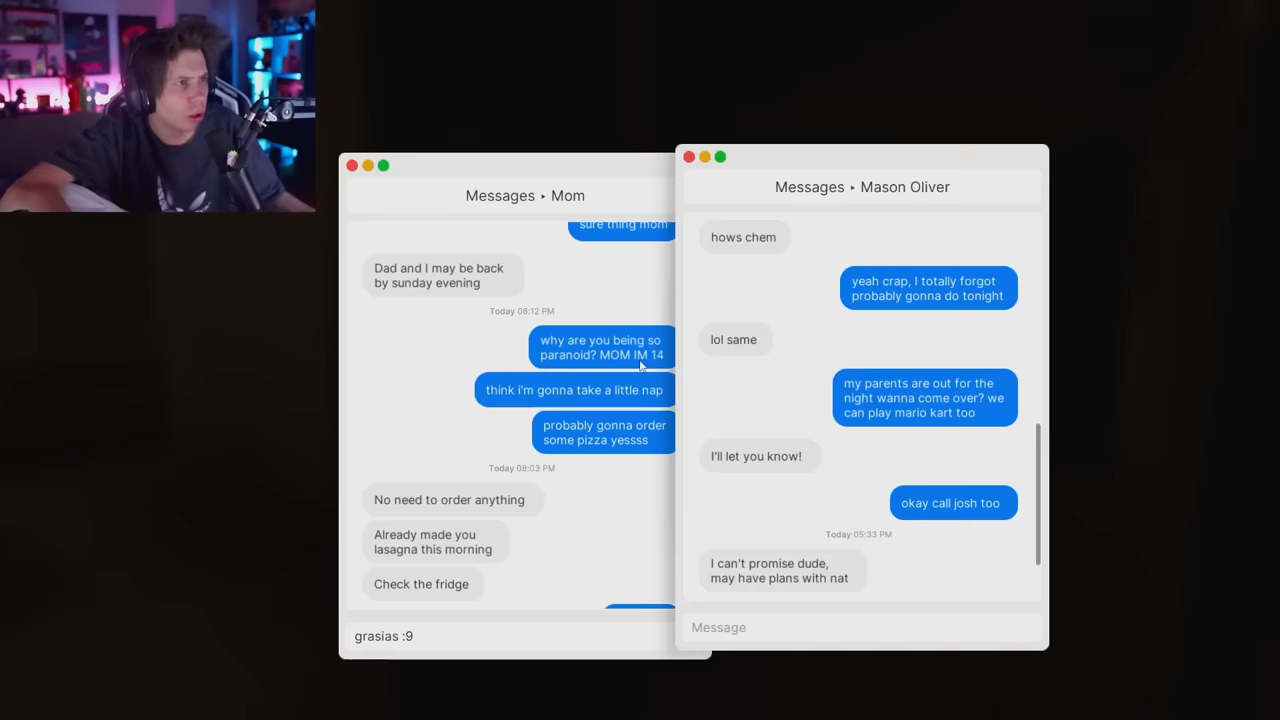 Messages ‣ Mom
sure thing mom
Dad and I may be back
by sunday evening
Today 06:12 PM
why are you being so
paranoid? MOM IM 14
think i'm gonna take a little nap
probably gonna order
some pizza yessss
Today 08:03 PM
No need to order anything
Already made you
lasagna this morning
Check the fridge
grasias :9
Messages ‣ Mason Oliver
hows chem
yeah crap, I totally forgot
probably gonna do tonight
lol same
my parents are out for the
night wanna come over? we
can play mario kart too
I'll let you know!
okay call josh too
Today 05:33 PM
I can't promise dude,
may have plans with nat
Message